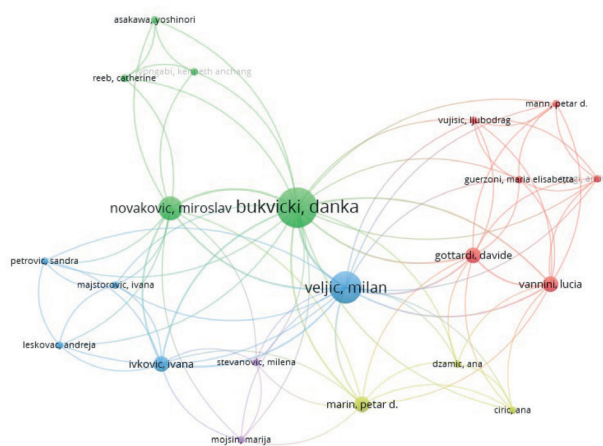 asakawa, yoshinori
reeb, catherine
kenneth anchang
mann, petar d.
vujisic, ljubodrag
guerzoni, maria elisabetta
novakovic, miroslav
bukvicki, danka
petrovic, sandra
gottardi, davide
majstorovic, ivana
veljic, milan
vannini, lucia
leskovac, andreja
ivkovic, ivana
stevanovic, milena
dzamic, ana
marin, petar d.
ciric, ana
mojsin, marija